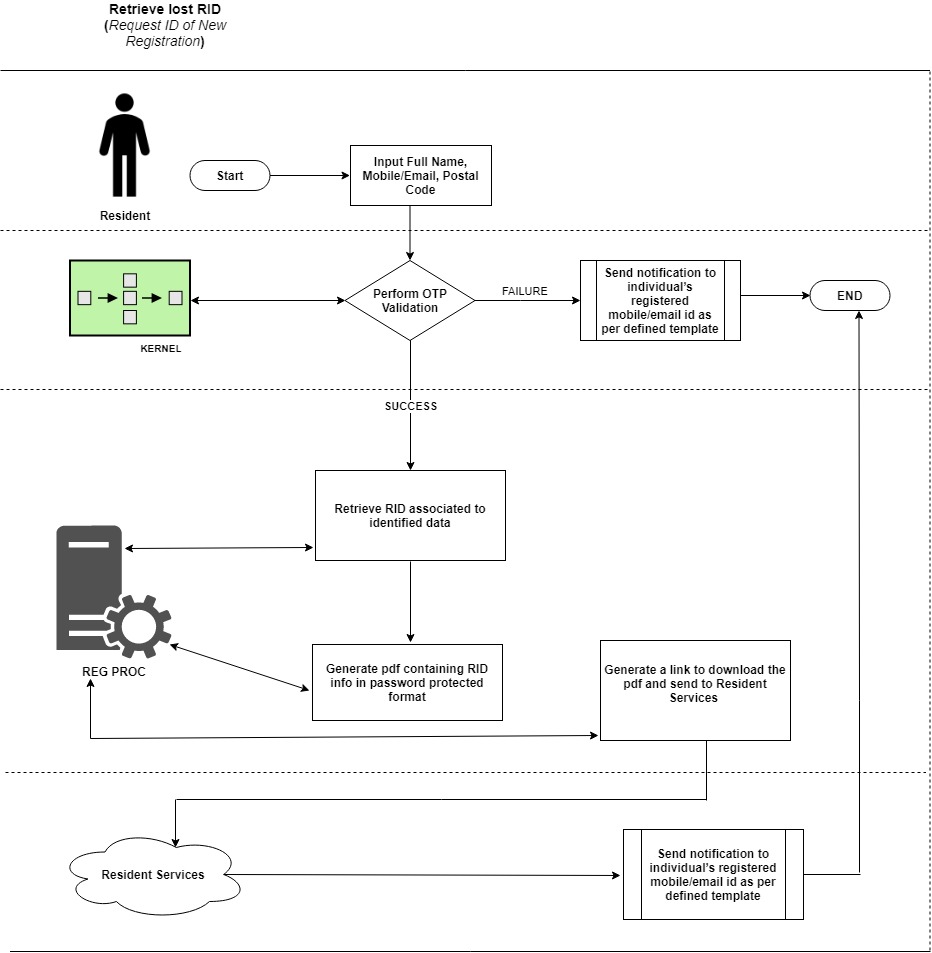 Retrieve lost RID
(Request ID of New
Registration)
Resident
Start
Input Full Name,
Mobile/Email, Postal
Code
KERNEL
Perform OTP
Validation
FAILURE
Send notification to
individual's
registered
mobile/email id as
per defined template
END
SUCCESS
Retrieve RID associated to
identified data
REG PROC
Generate pdf containing RID
info in password protected
format
Generate a link to download the
pdf and send to Resident
Services
Resident Services
Send notification to
individual's registered
mobile/email id as per
defined template